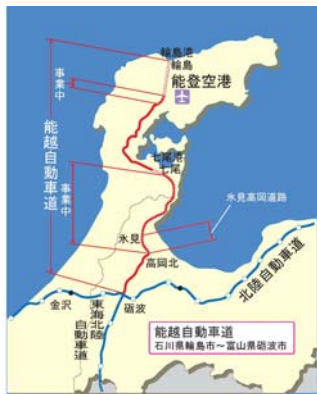 輪島港
輪島
能登空港
事業中
能越自動車道
七尾港
七尾
事業中
氷見高岡道路
氷見
高岡北
北陸自動車道
金沢
砺波
東海北陸
自動車道
能越自動車道
石川県輪島市～富山県砺波市